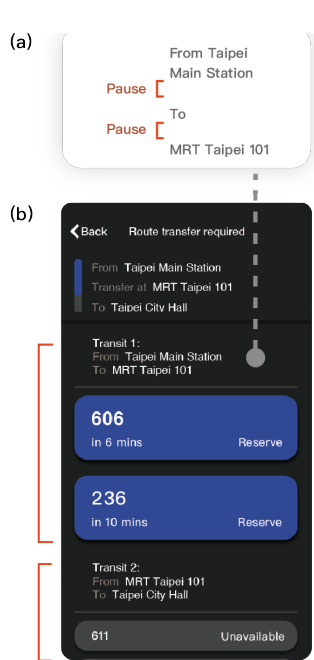 (a)
From Taipei
Main Station
Pause
To
Pause
MRT Taipei 101
(b)
Back Route transfer required
From Taipei Main Station
Transfer at MRT Taipei 101
To Taipei City Hall
Transit 1:
From Taipei Main Station
To MRT Taipei 101
606
in 6 mins Reserve
236
in 10 mins Reserve
Transit 2:
From MRT Taipei 101
To Taipei City Hall
611 Unavailable